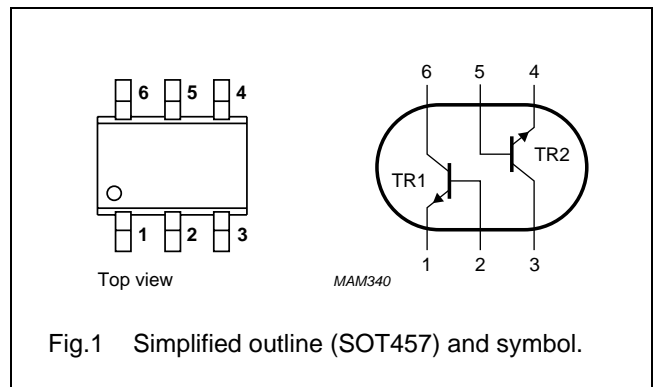 6 5 4
1 2 3
Top view
6 5 4
TR1 TR2
1 2 3
MAM340
Fig.1 Simplified outline (SOT457) and symbol.